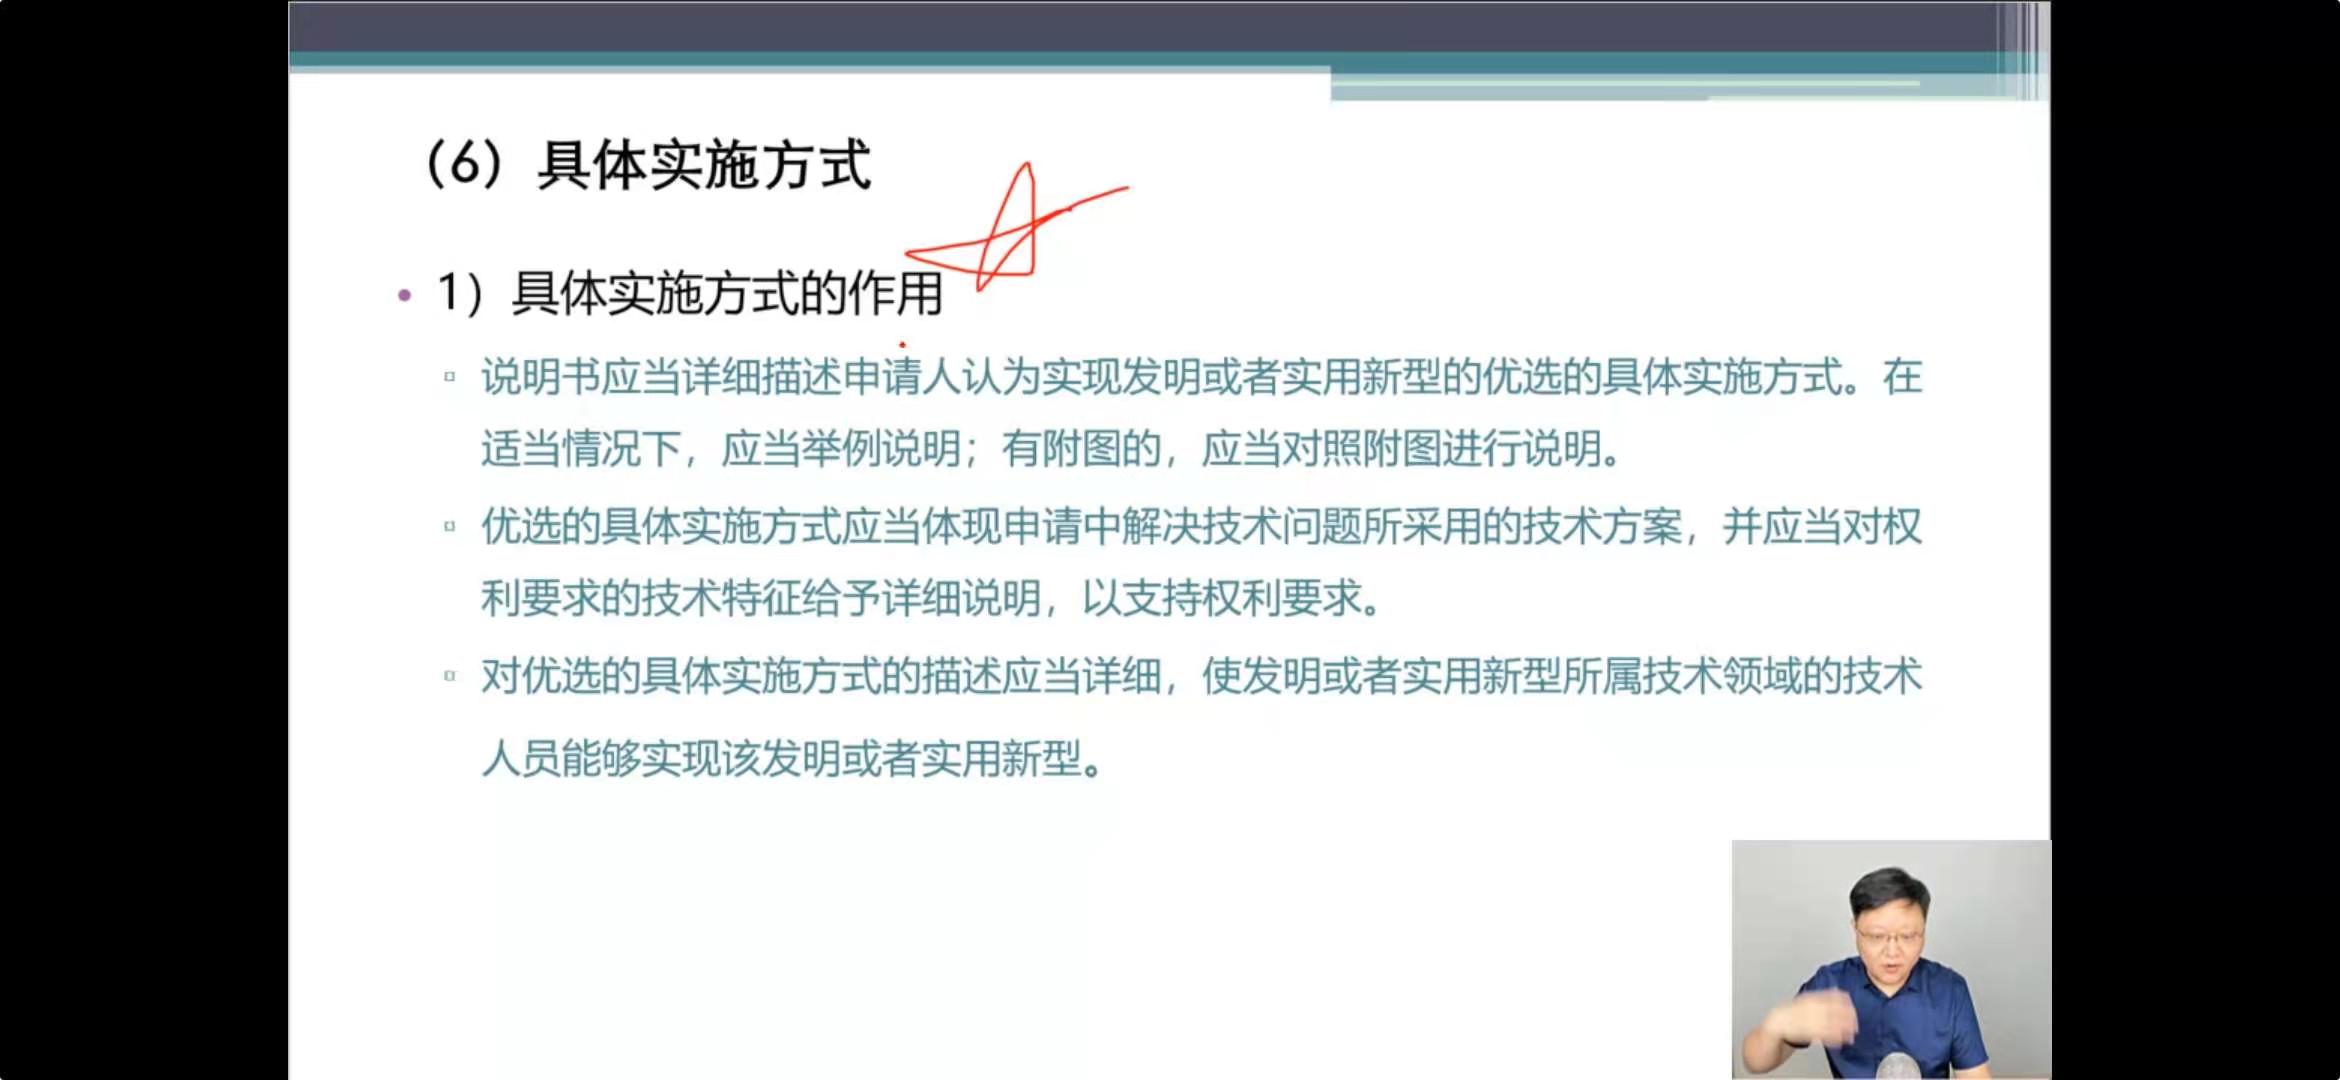 （6）具体实施方式
1）具体实施方式的作用
说明书应当详细描述申请人认为实现发明或者实用新型的优选的具体实施方式。在
适当情况下，应当举例说明；有附图的，应当对照附图进行说明。
优选的具体实施方式应当体现申请中解决技术问题所采用的技术方案，并应当对权
利要求的技术特征给予详细说明，以支持权利要求。
对优选的具体实施方式的描述应当详细，使发明或者实用新型所属技术领域的技术
人员能够实现该发明或者实用新型。